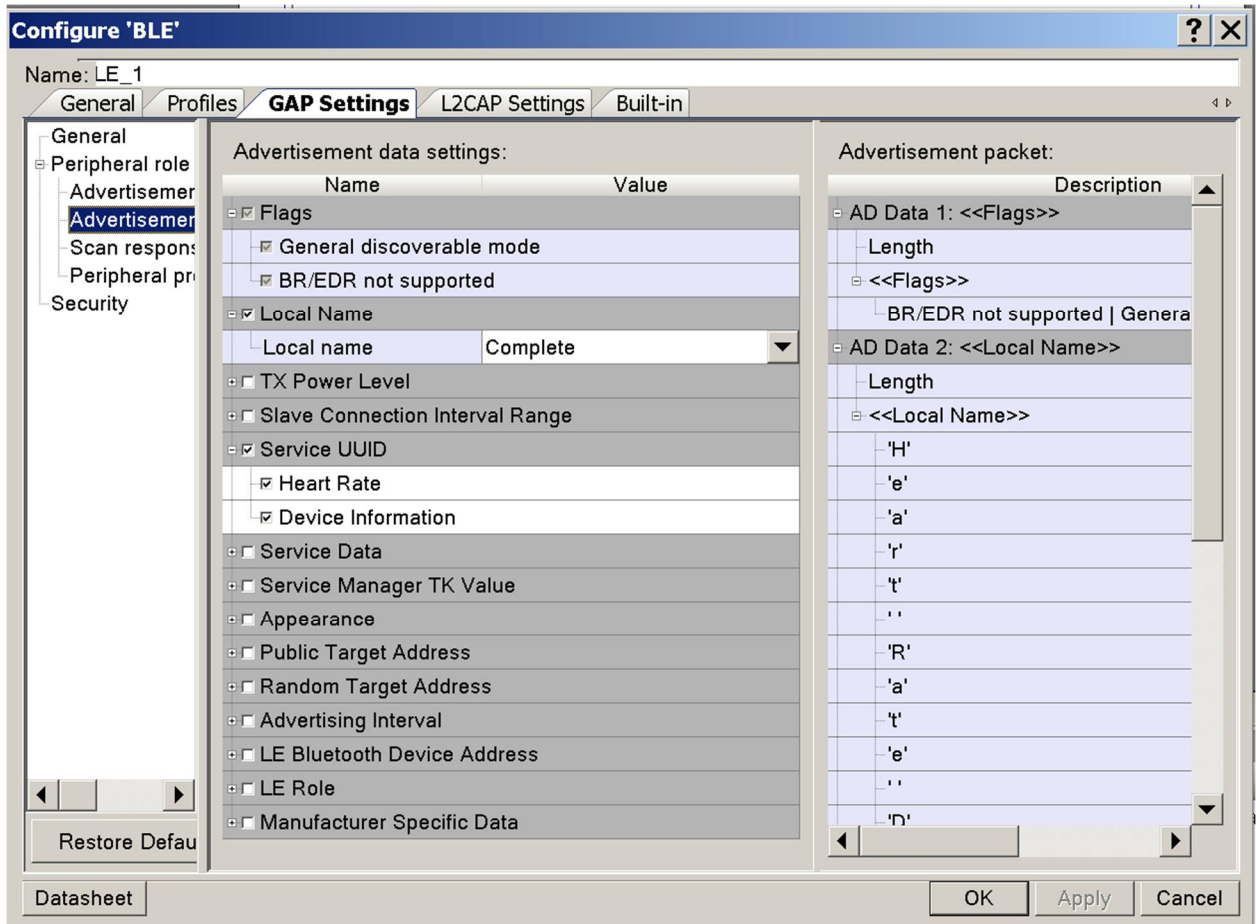 Configure 'BLE'
Name: LE_1
General Profiles GAP Settings L2CAP Settings Built-in
General
Peripheral role
Advertisemer
Advertisemer
Scan respons
Peripheral pr
Security
Restore Defau
Advertisement data settings:
Name Value
Flags
General discoverable mode
BR/EDR not supported
Local Name
Local name Complete
TX Power Level
Slave Connection Interval Range
Service UUID
Heart Rate
Device Information
Service Data
Service Manager TK Value
Appearance
Public Target Address
Random Target Address
Advertising Interval
LE Bluetooth Device Address
LE Role
Manufacturer Specific Data
Advertisement packet:
Description
AD Data 1: <<Flags>>
Length
<<Flags>>
BR/EDR not supported | Genera
AD Data 2: <<Local Name>>
Length
<<Local Name>>
'H'
'e'
'a'
'r'
't'
' '
'R'
'a'
't'
'e'
' '
'D'
Datasheet OK Apply Cancel